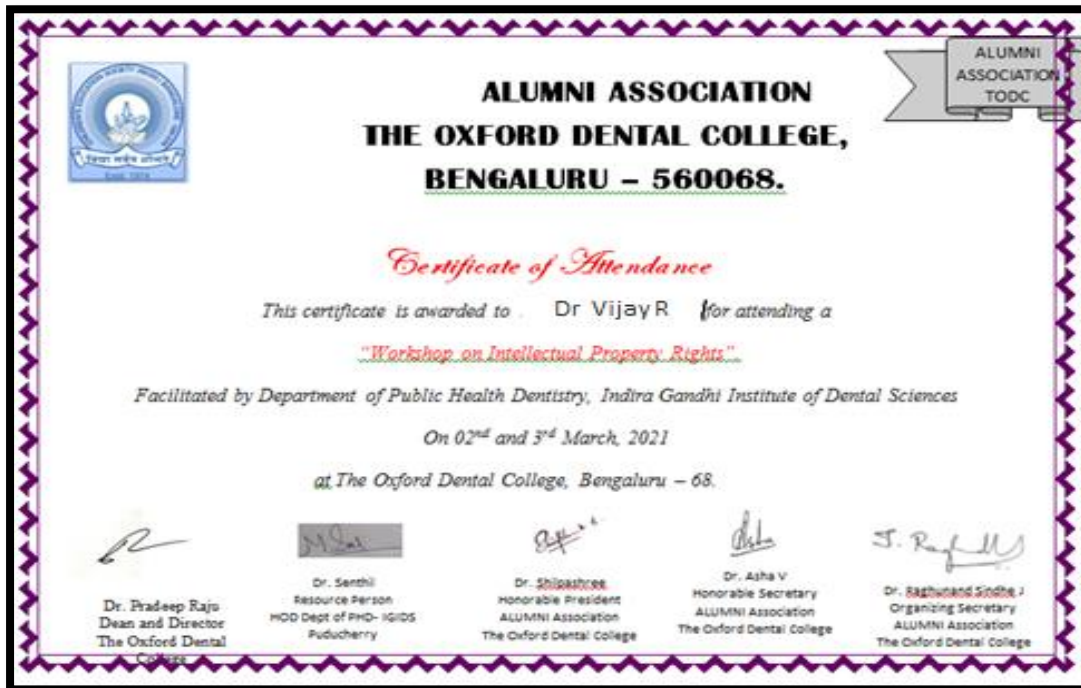 ALUMNI
ASSOCIATION
TODC
ALUMNI ASSOCIATION
THE OXFORD DENTAL COLLEGE,
BENGALURU – 560068.
Certificate of Attendance
This certificate is awarded to . Dr Vijay R for attending a
“Workshop on Intellectual Property Rights”.
Facilitated by Department of Public Health Dentistry, Indira Gandhi Institute of Dental Sciences
On 02nd and 3rd March, 2021
at The Oxford Dental College, Bengaluru – 68.
Dr. Pradeep Raju
Dean and Director
The Oxford Dental
College
Dr. Senthil
Resource Person
HOD Dept of PHD- IGIDS
Puducherry
Dr. Shilpashree
Honorable President
ALUMNI Association
The Oxford Dental College
Dr. Asha V
Honorable Secretary
ALUMNI Association
The Oxford Dental College
Dr. Raghunand Sindhe J
Organizing Secretary
ALUMNI Association
The Oxford Dental College